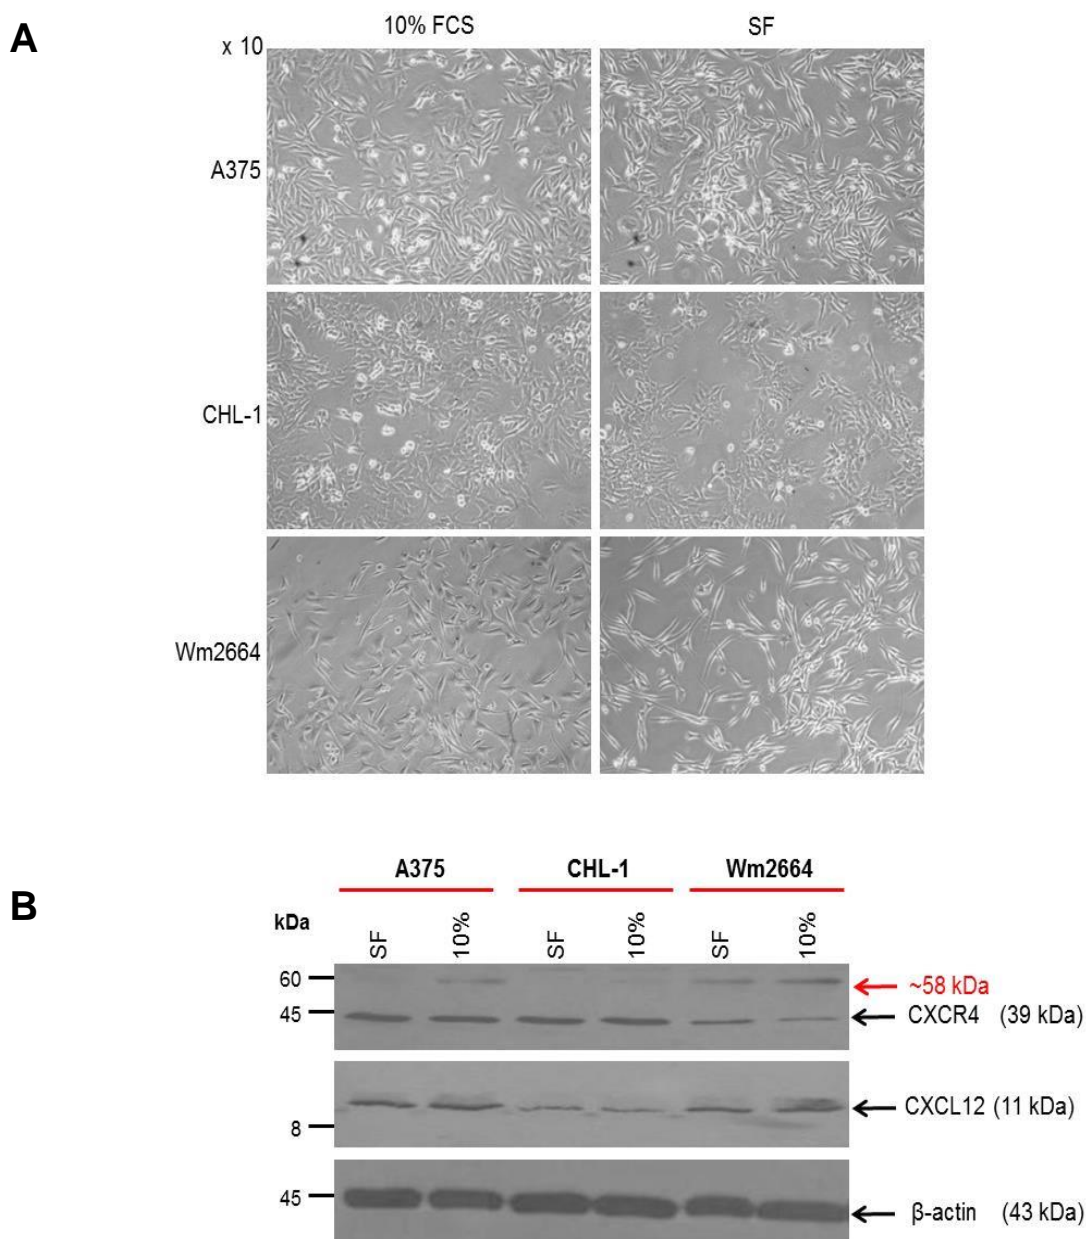 A
10% FCS
SF
x 10
A375
CHL-1
Wm2664
B
A375
CHL-1
Wm2664
kDa
SF
10%
SF
10%
SF
10%
60
~58 kDa
45
CXCR4 (39 kDa)
CXCL12 (11 kDa)
8
45
β-actin (43 kDa)